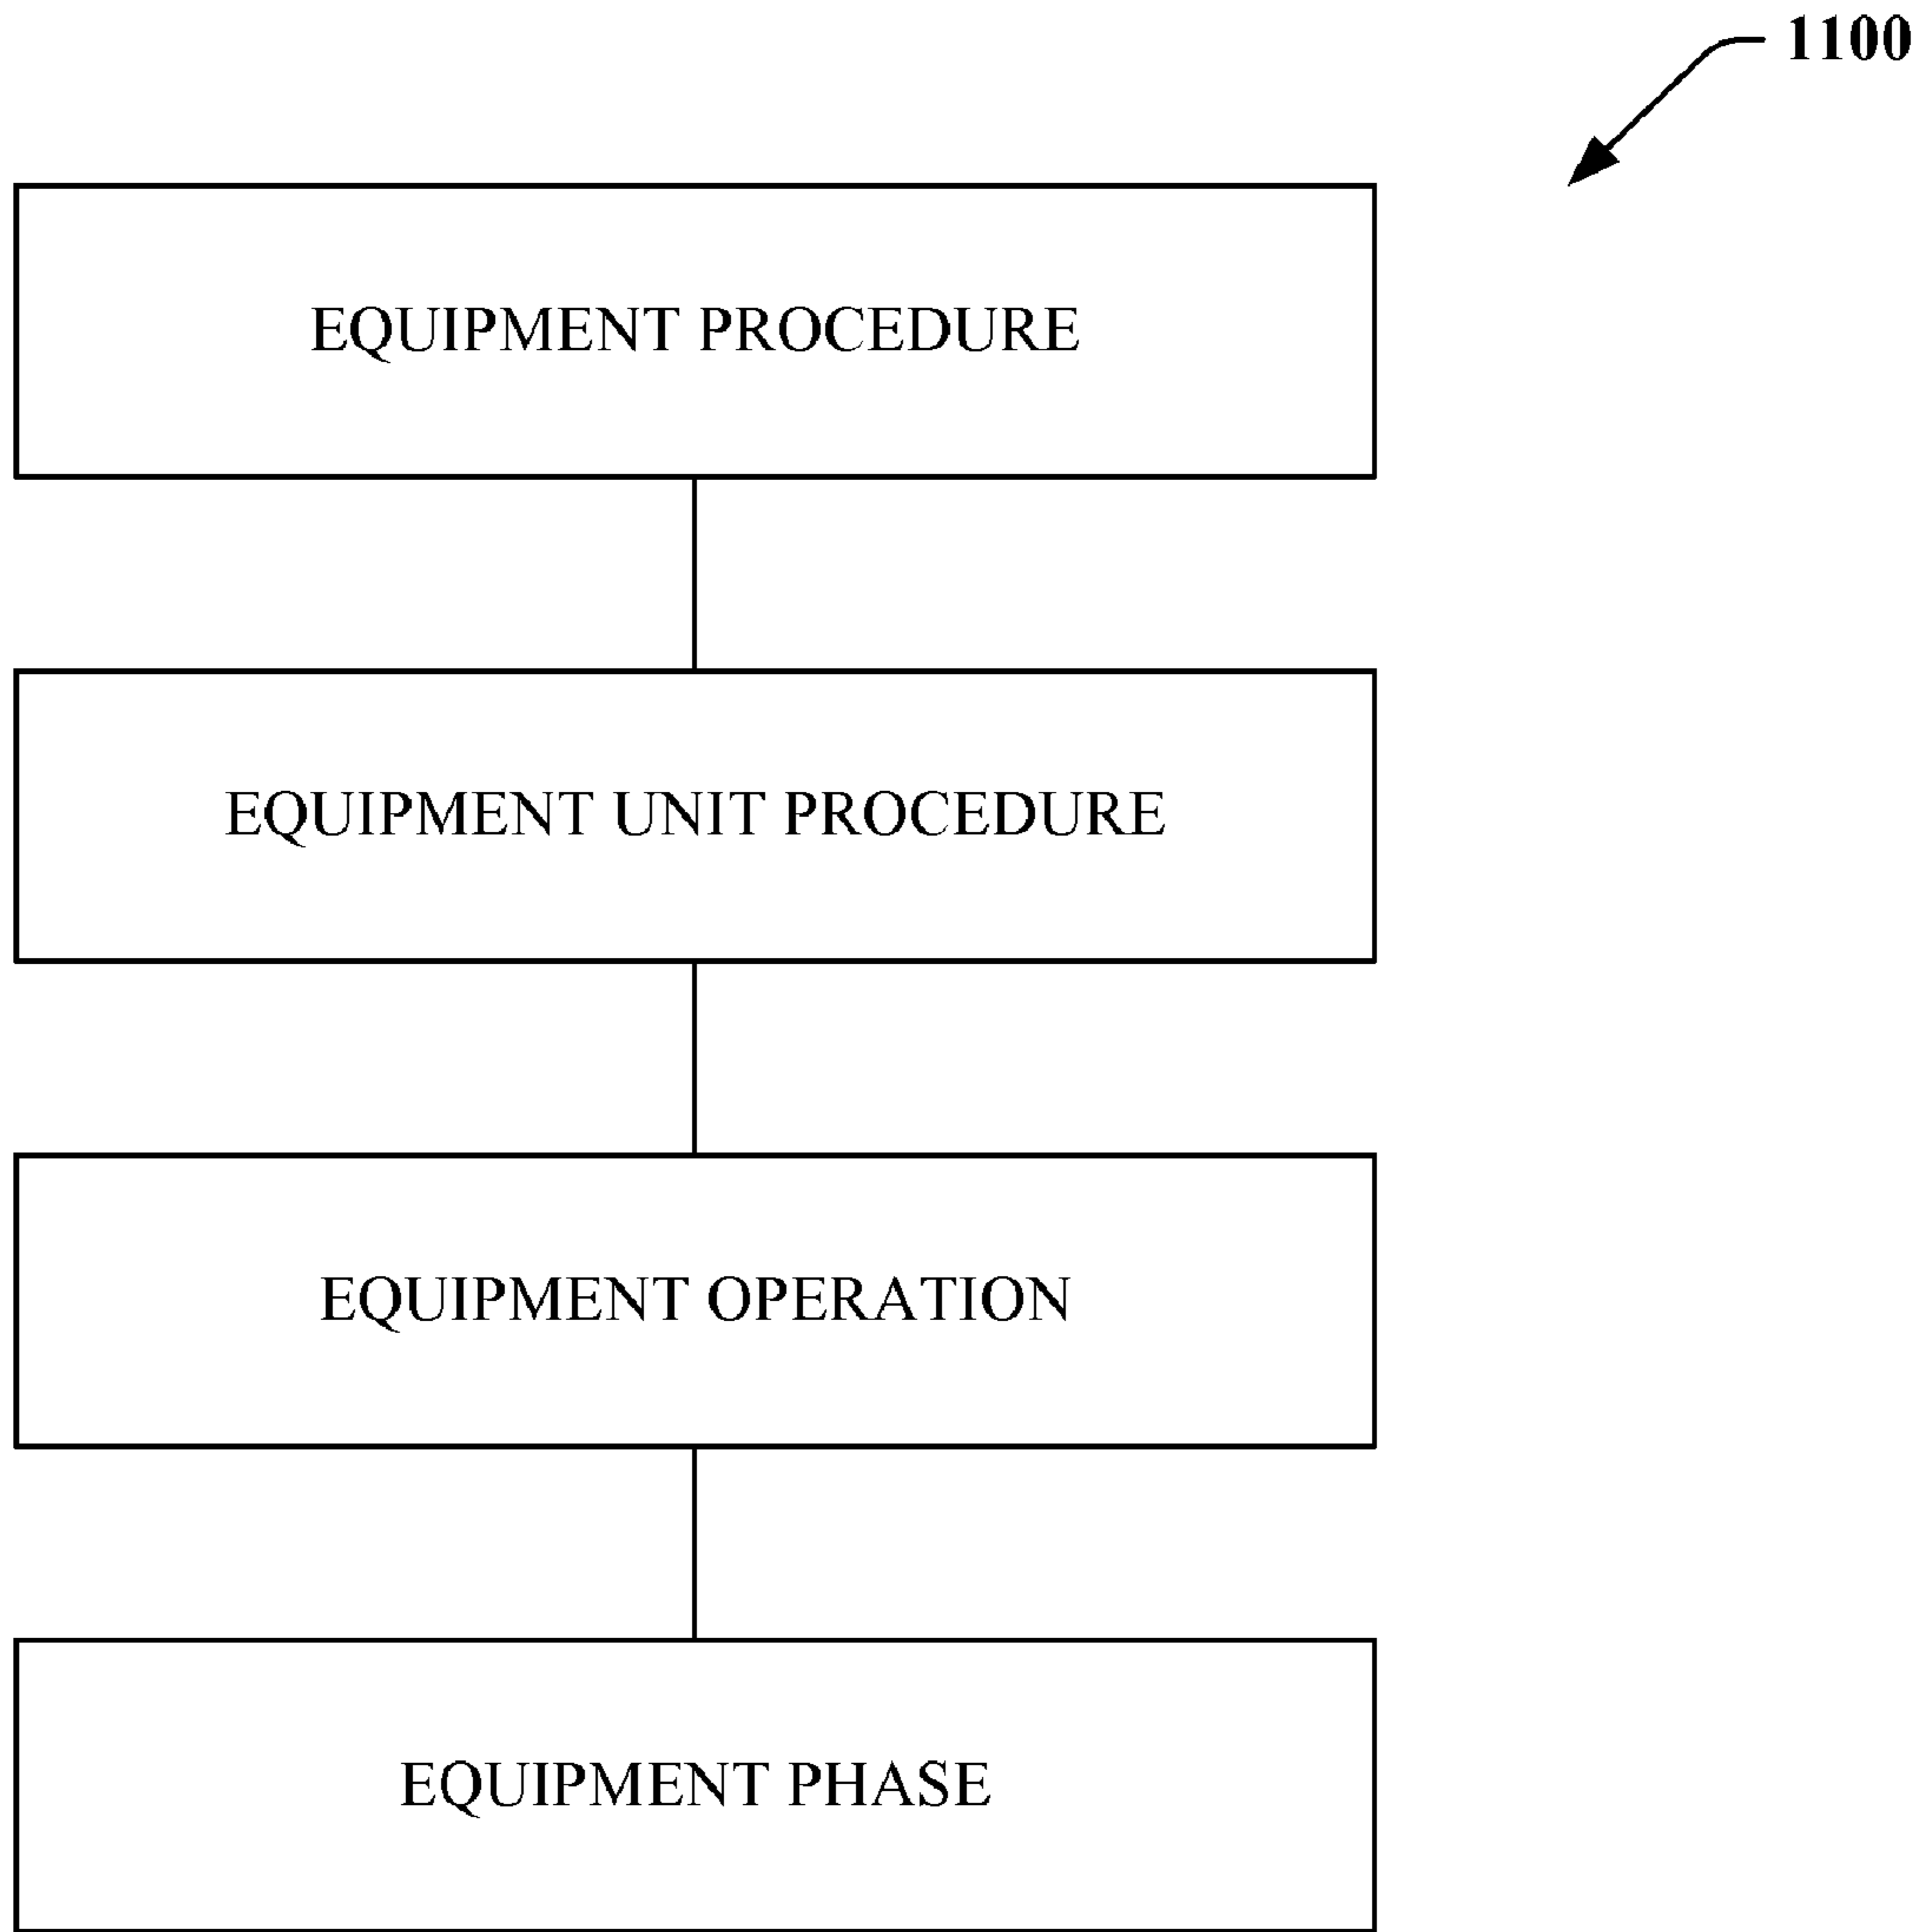 1100
EQUIPMENT PROCEDURE
EQUIPMENT UNIT PROCEDURE
EQUIPMENT OPERATION
EQUIPMENT PHASE